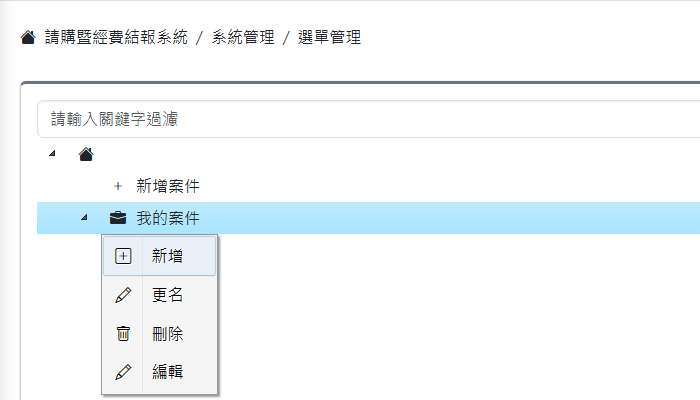 請購暨經費結報系統 / 系統管理 / 選單管理
請輸入關鍵字過濾
新增案件
我的案件
新增
更名
刪除
編輯